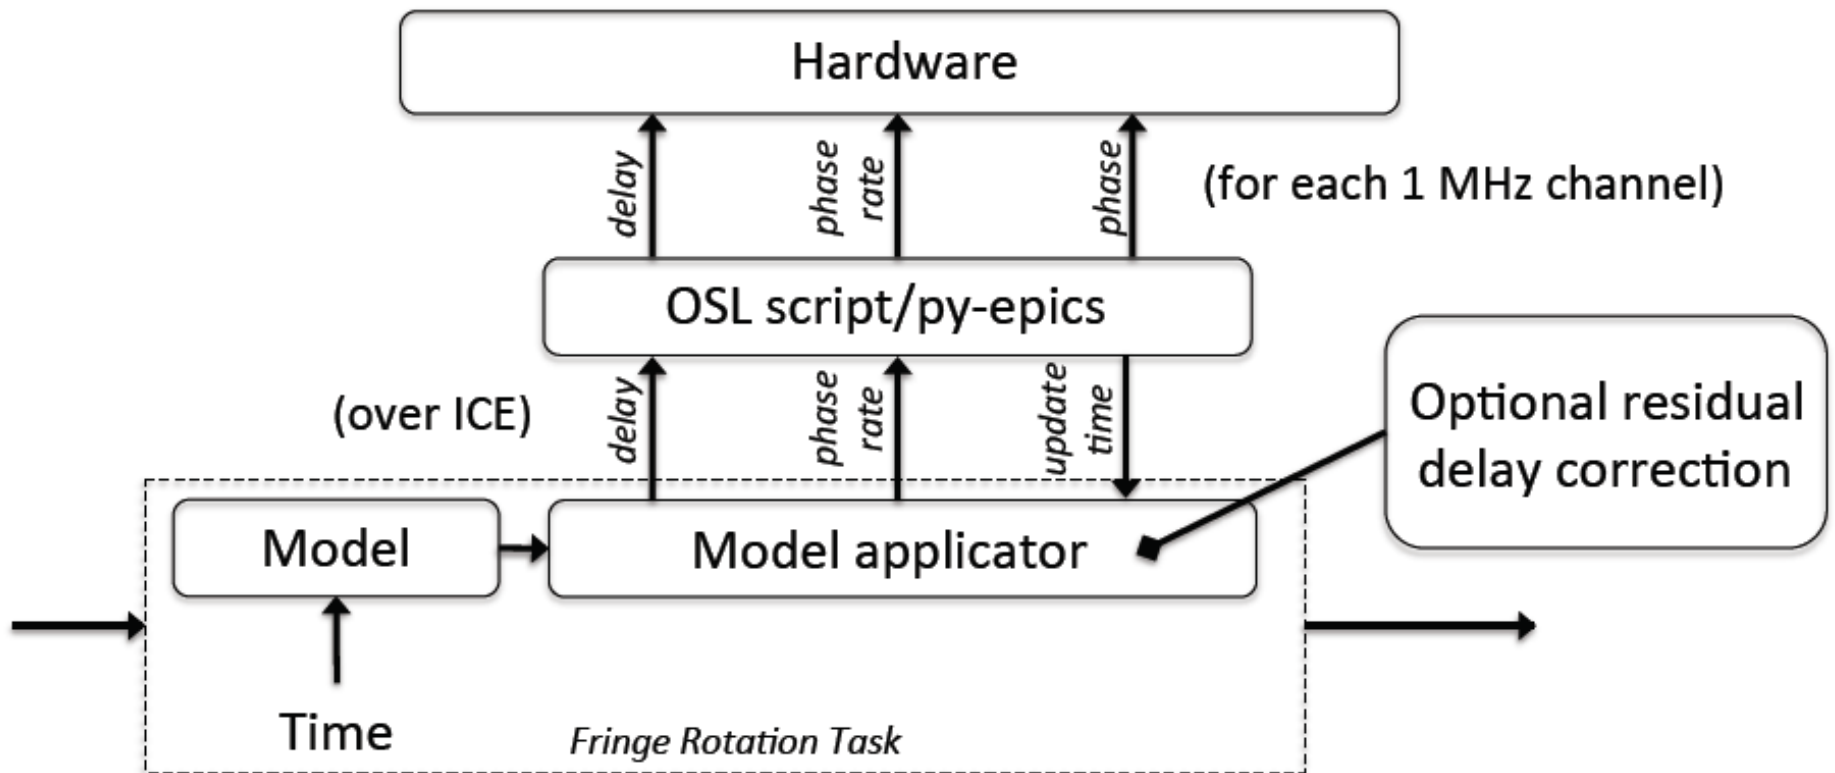 Hardware
delay
phase
rate
phase
(for each 1 MHz channel)
OSL script/py-epics
(over ICE)
delay
phase
rate
update
time
Optional residual
delay correction
Model
Model applicator
Time
Fringe Rotation Task